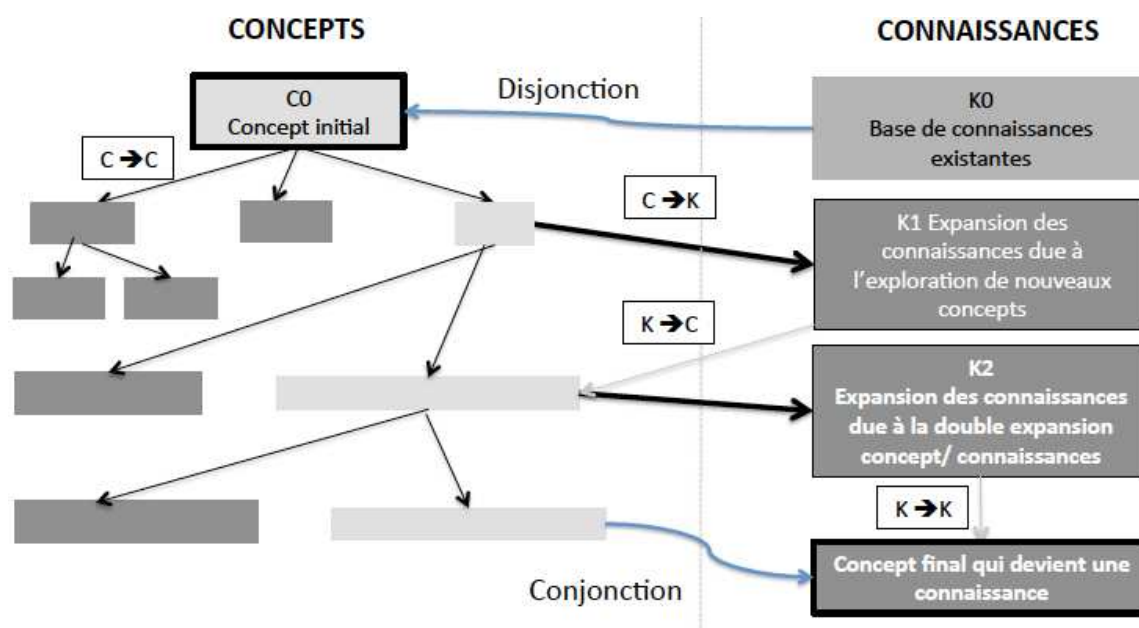 CONCEPTS
CONNAISSANCES
C0
Concept initial
Disjonction
K0
Base de connaissances
existantes
C ➔C
C ➔K
K1 Expansion des
connaissances due à
l’exploration de nouveaux
concepts
K ➔C
K2
Expansion des connaissances
due à la double expansion
concept/ connaissances
K ➔K
Concept final qui devient une
connaissance
Conjonction